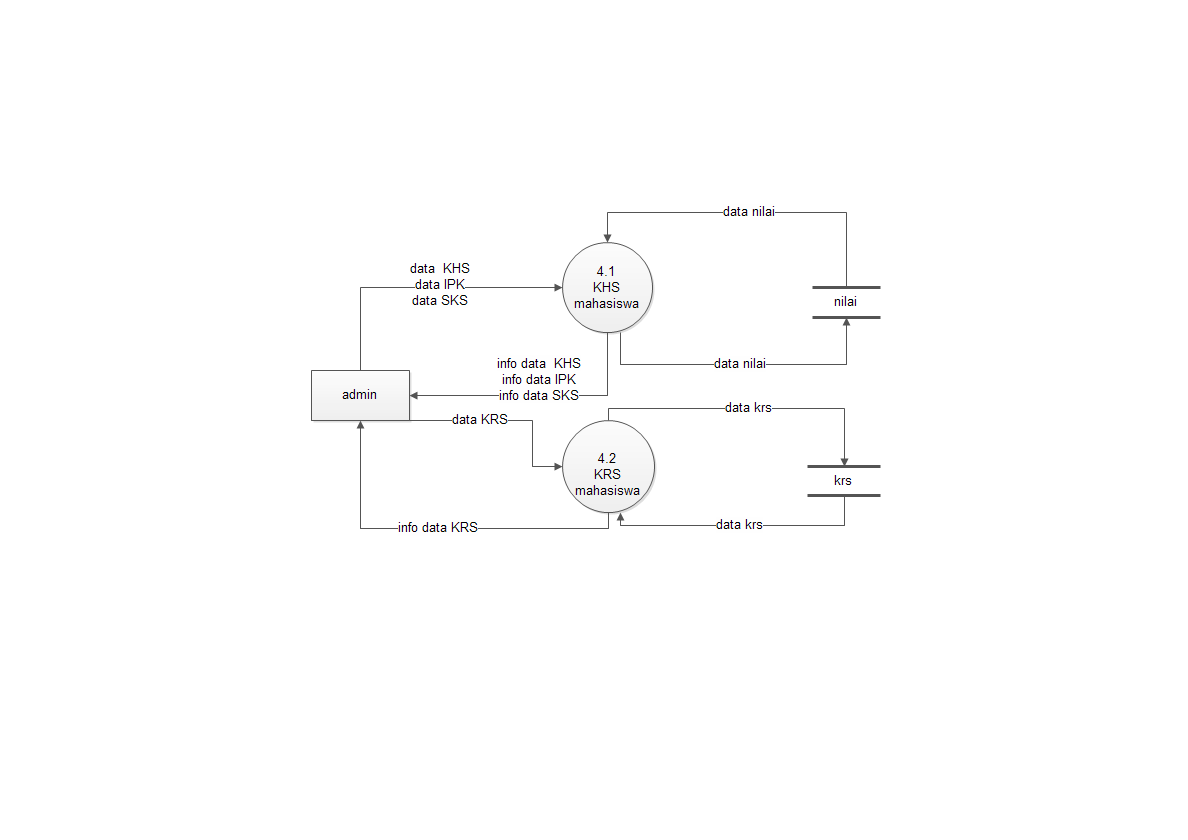 data nilai
data KHS
data IPK
data SKS
4.1
KHS
mahasiswa
nilai
info data KHS
info data IPK
info data SKS
data nilai
admin
data krs
data KRS
4.2
KRS
mahasiswa
krs
info data KRS
data krs